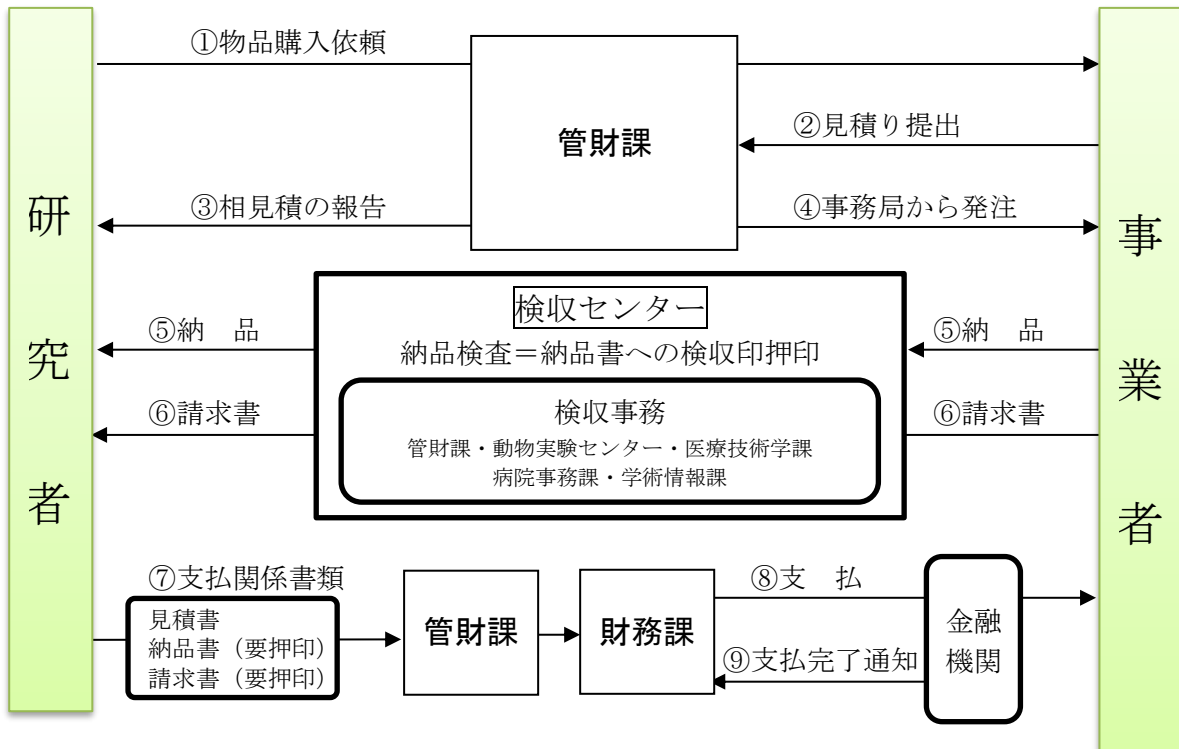 研究者
①物品購入依頼
管財課
②見積り提出
③相見積の報告
④事務局から発注
事業者
検収センター
納品検査=納品書への検収印押印
⑤納　品
⑤納　品
検収事務
⑥請求書
⑥請求書
管財課・動物実験センター・医療技術学課
病院事務課・学術情報課
⑦支払関係書類
見積書
納品書（要押印）
請求書（要押印）
管財課
財務課
⑧支　払
⑨支払完了通知
金融
機関